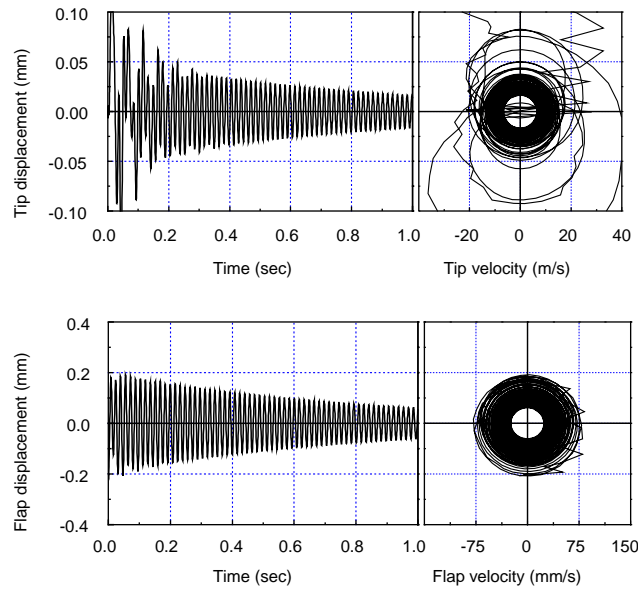 Tip displacement (mm)
0.10
0.05
0.00
-0.05
-0.10
0.0 0.2 0.4 0.6 0.8 1.0
Time (sec)
-20 0 20 40
Tip velocity (m/s)
Flap displacement (mm)
0.4
0.2
0.0
-0.2
-0.4
0.0 0.2 0.4 0.6 0.8 1.0
Time (sec)
-75 0 75 150
Flap velocity (mm/s)